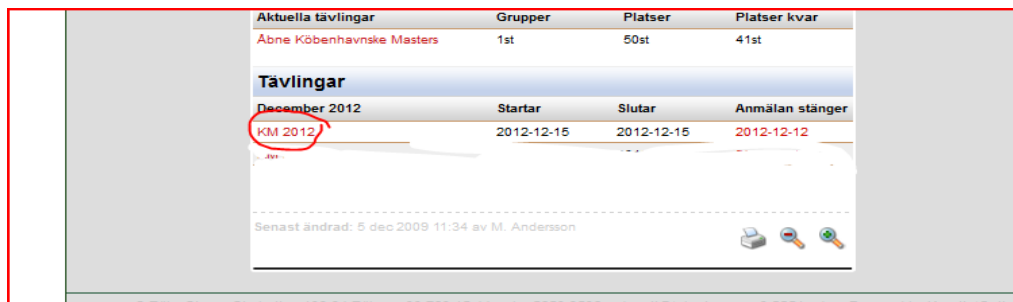 Aktuella tävlingar Grupper Platser Platser kvar
Åbne Köbenhavnske Masters 1st 50st 41st
Tävlingar
December 2012 Startar Slutar Anmälan stänger
KM 2012 2012-12-15 2012-12-15 2012-12-12
Senast ändrad: 5 dec 2009 11:34 av M. Andersson